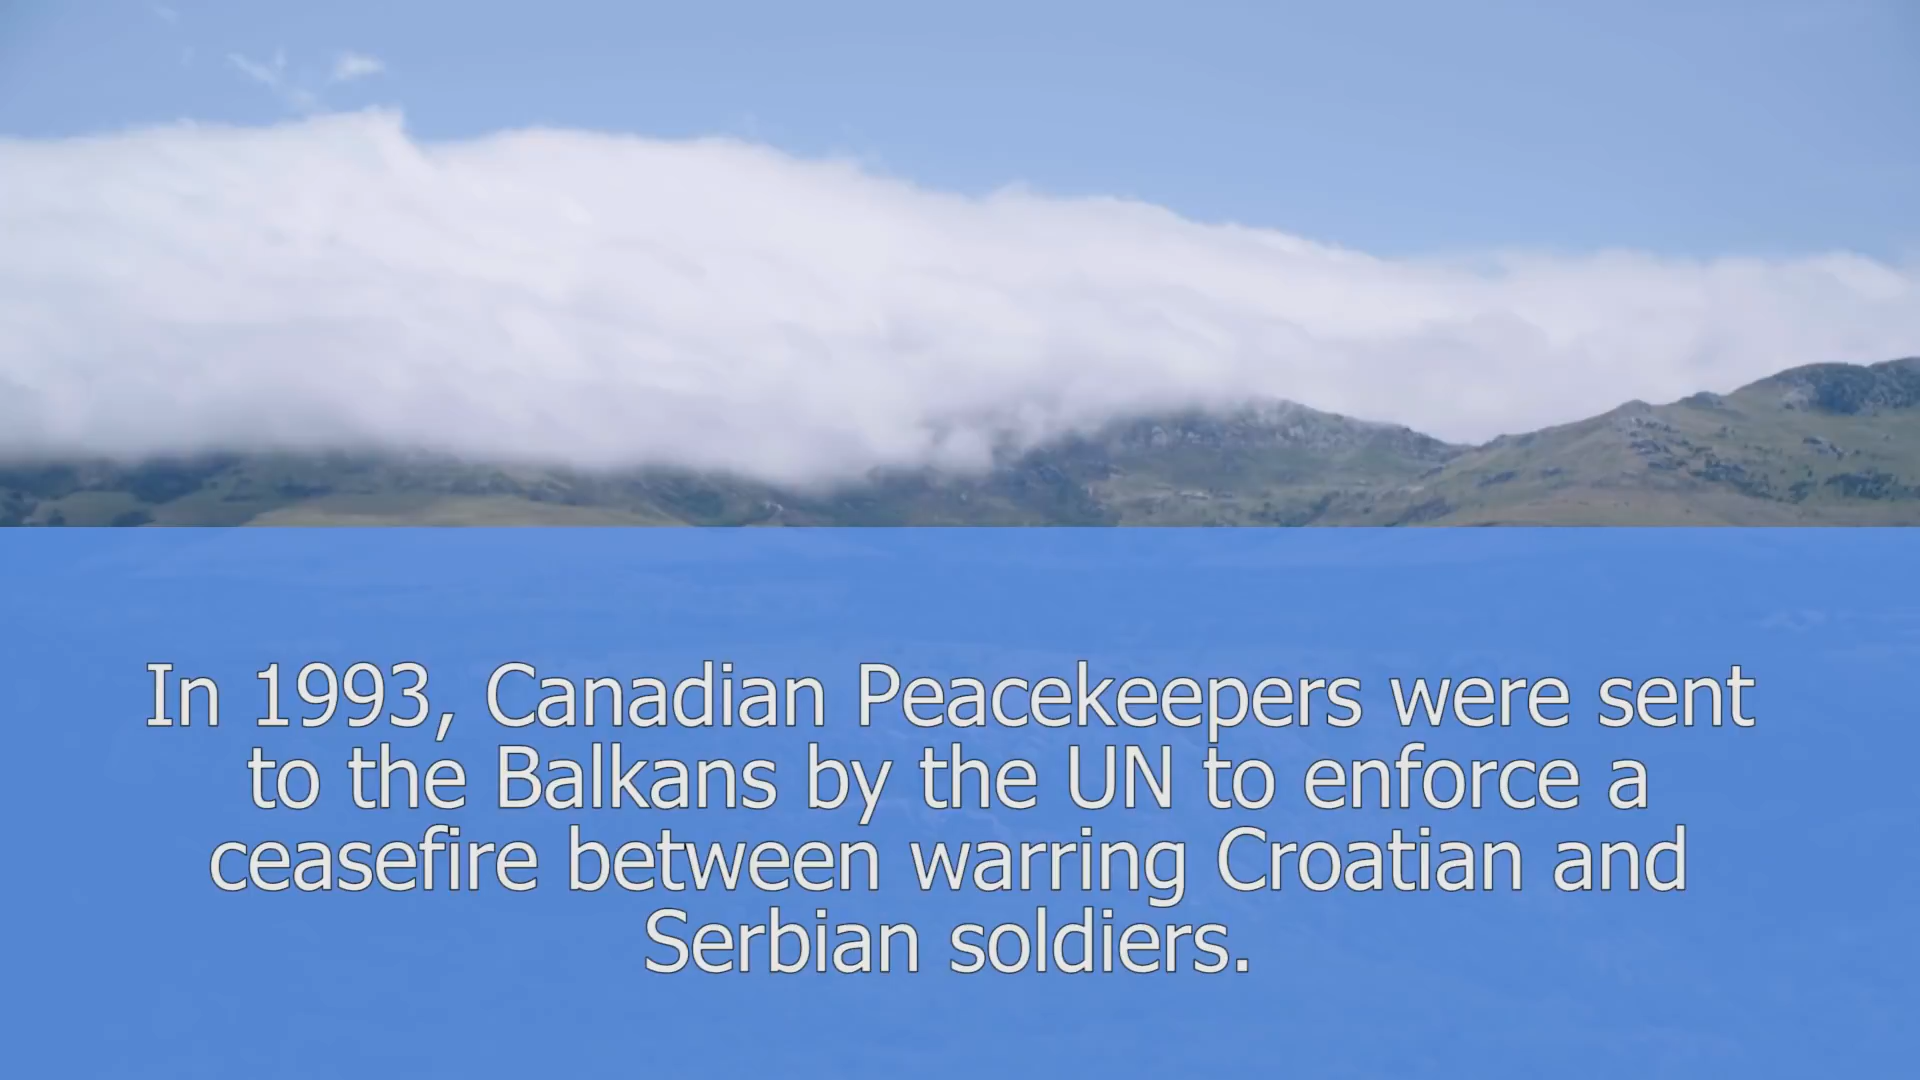 In 1993, Canadian Peacekeepers were sent
to the Balkans by the UN to enforce a
ceasefire between warring Croatian and
Serbian soldiers.